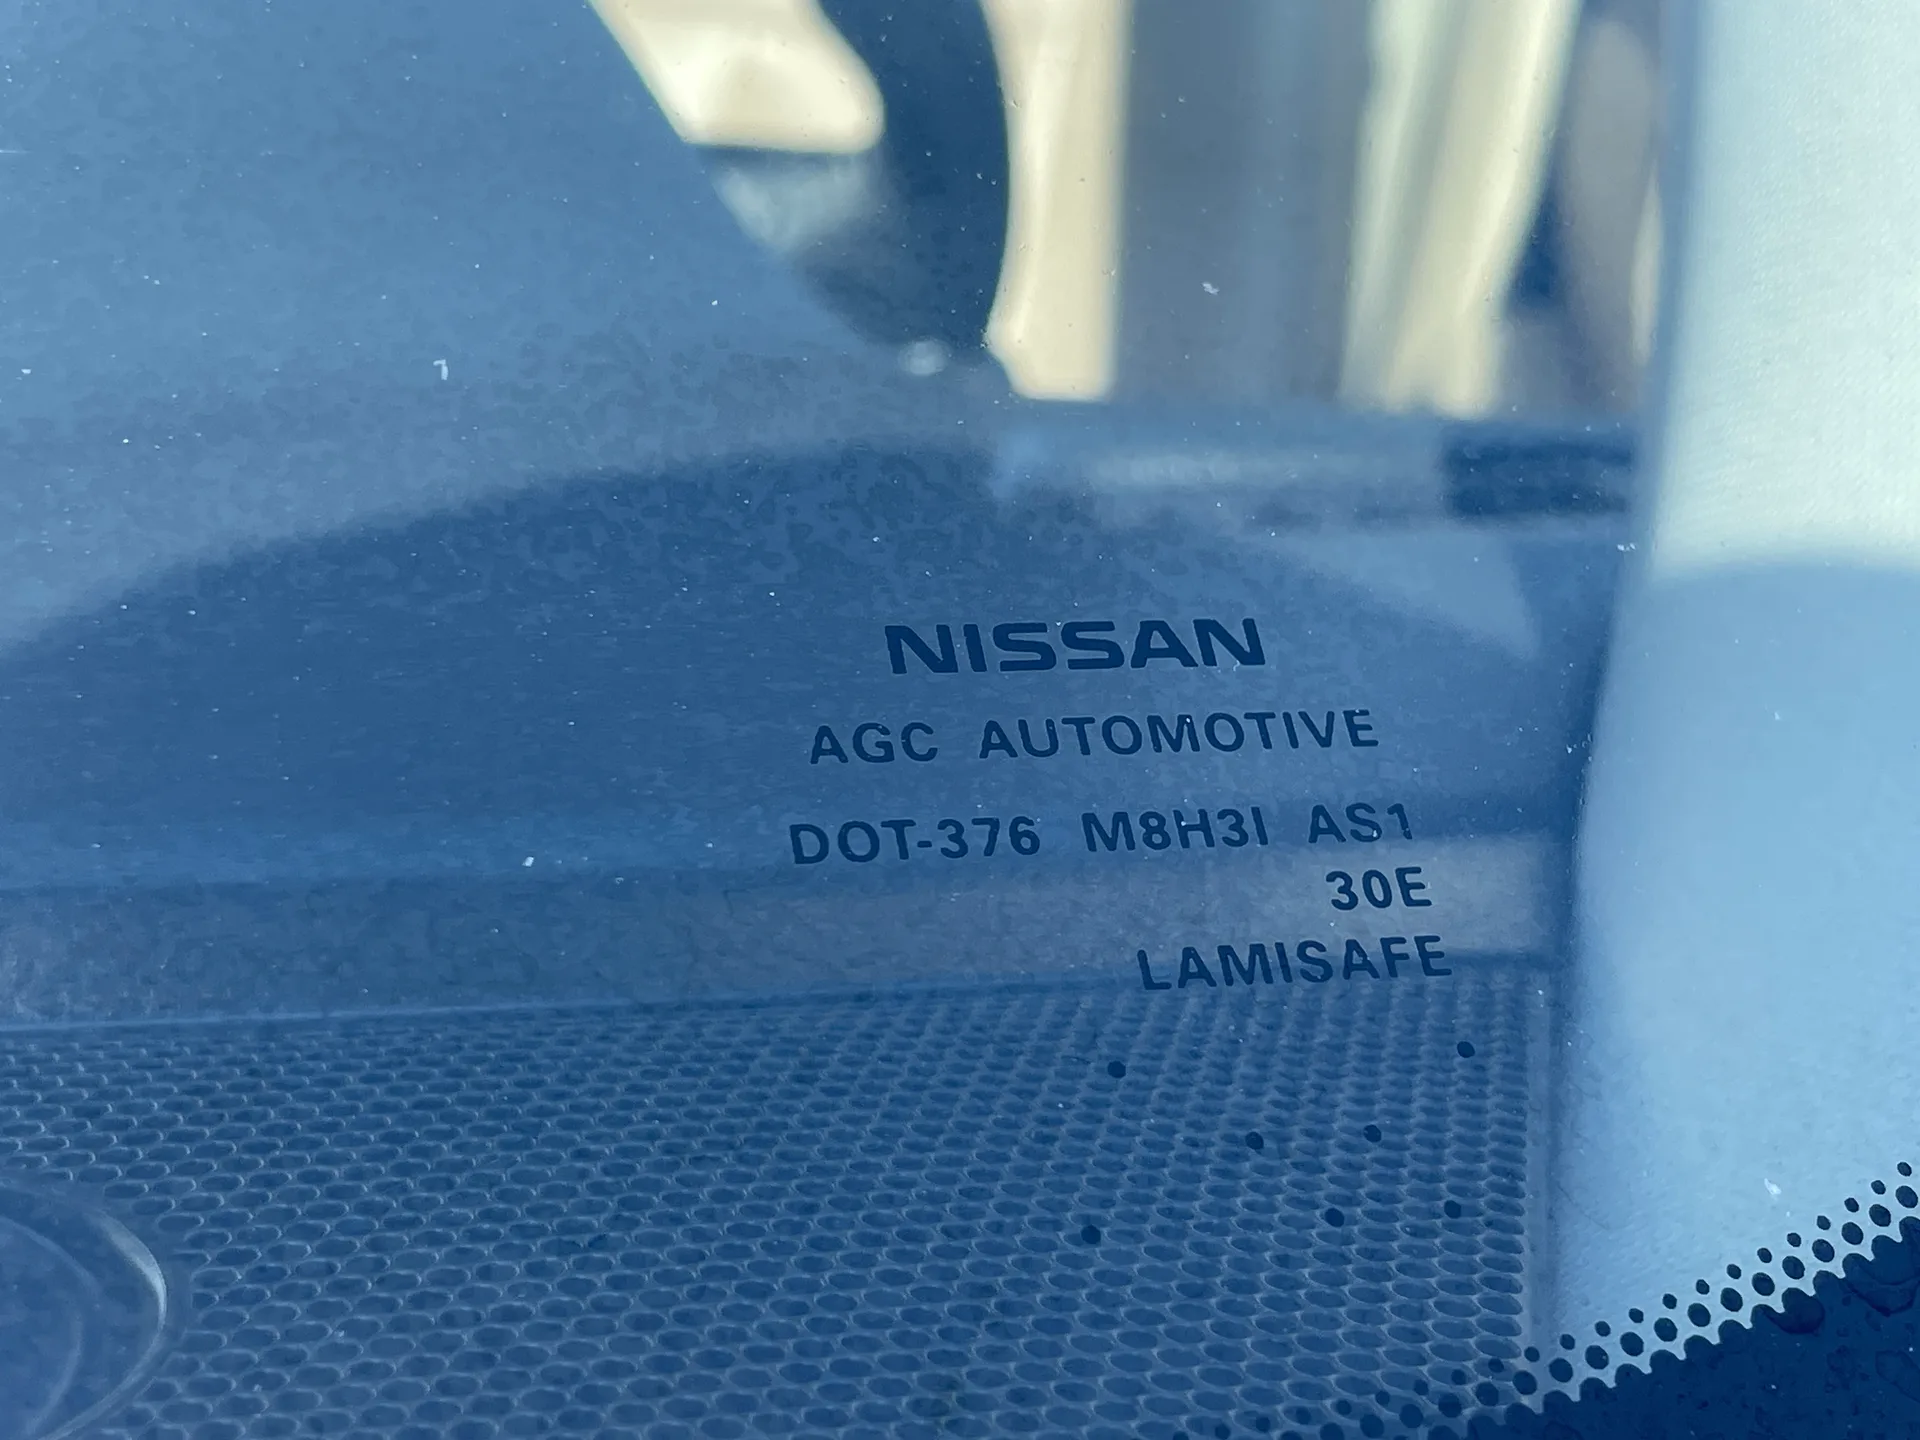 NISSAN
AGC AUTOMOTIVE
DOT-376 M8H3I AS1
30E
LAMISAFE